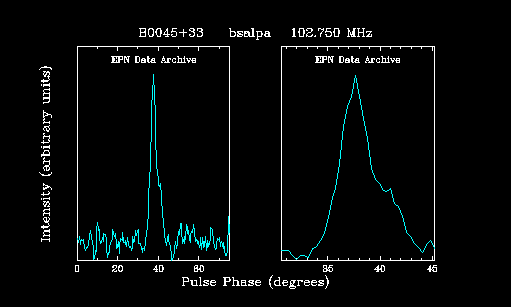 B0045+33 bsalpa 102.750 MHz
EPN Data Archive
EPN Data Archive
Intensity (arbitrary units)
0 20 40 60
35 40 45
Pulse Phase (degrees)